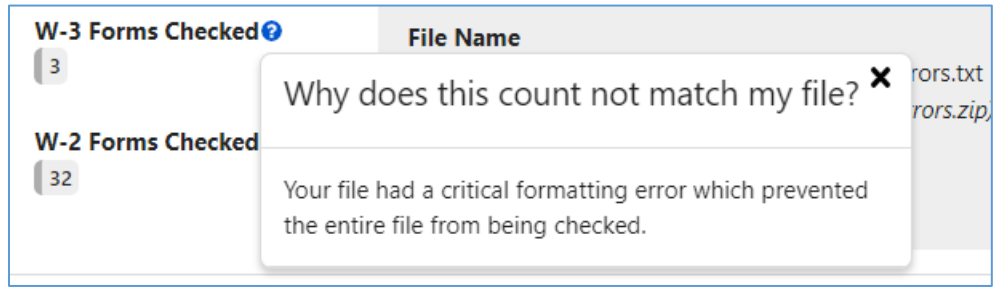 W-3 Forms Checked?
3
File Name
rors.txt
rors.zip)
Why does this count not match my file? ✖
W-2 Forms Checked
32
Your file had a critical formatting error which prevented
the entire file from being checked.